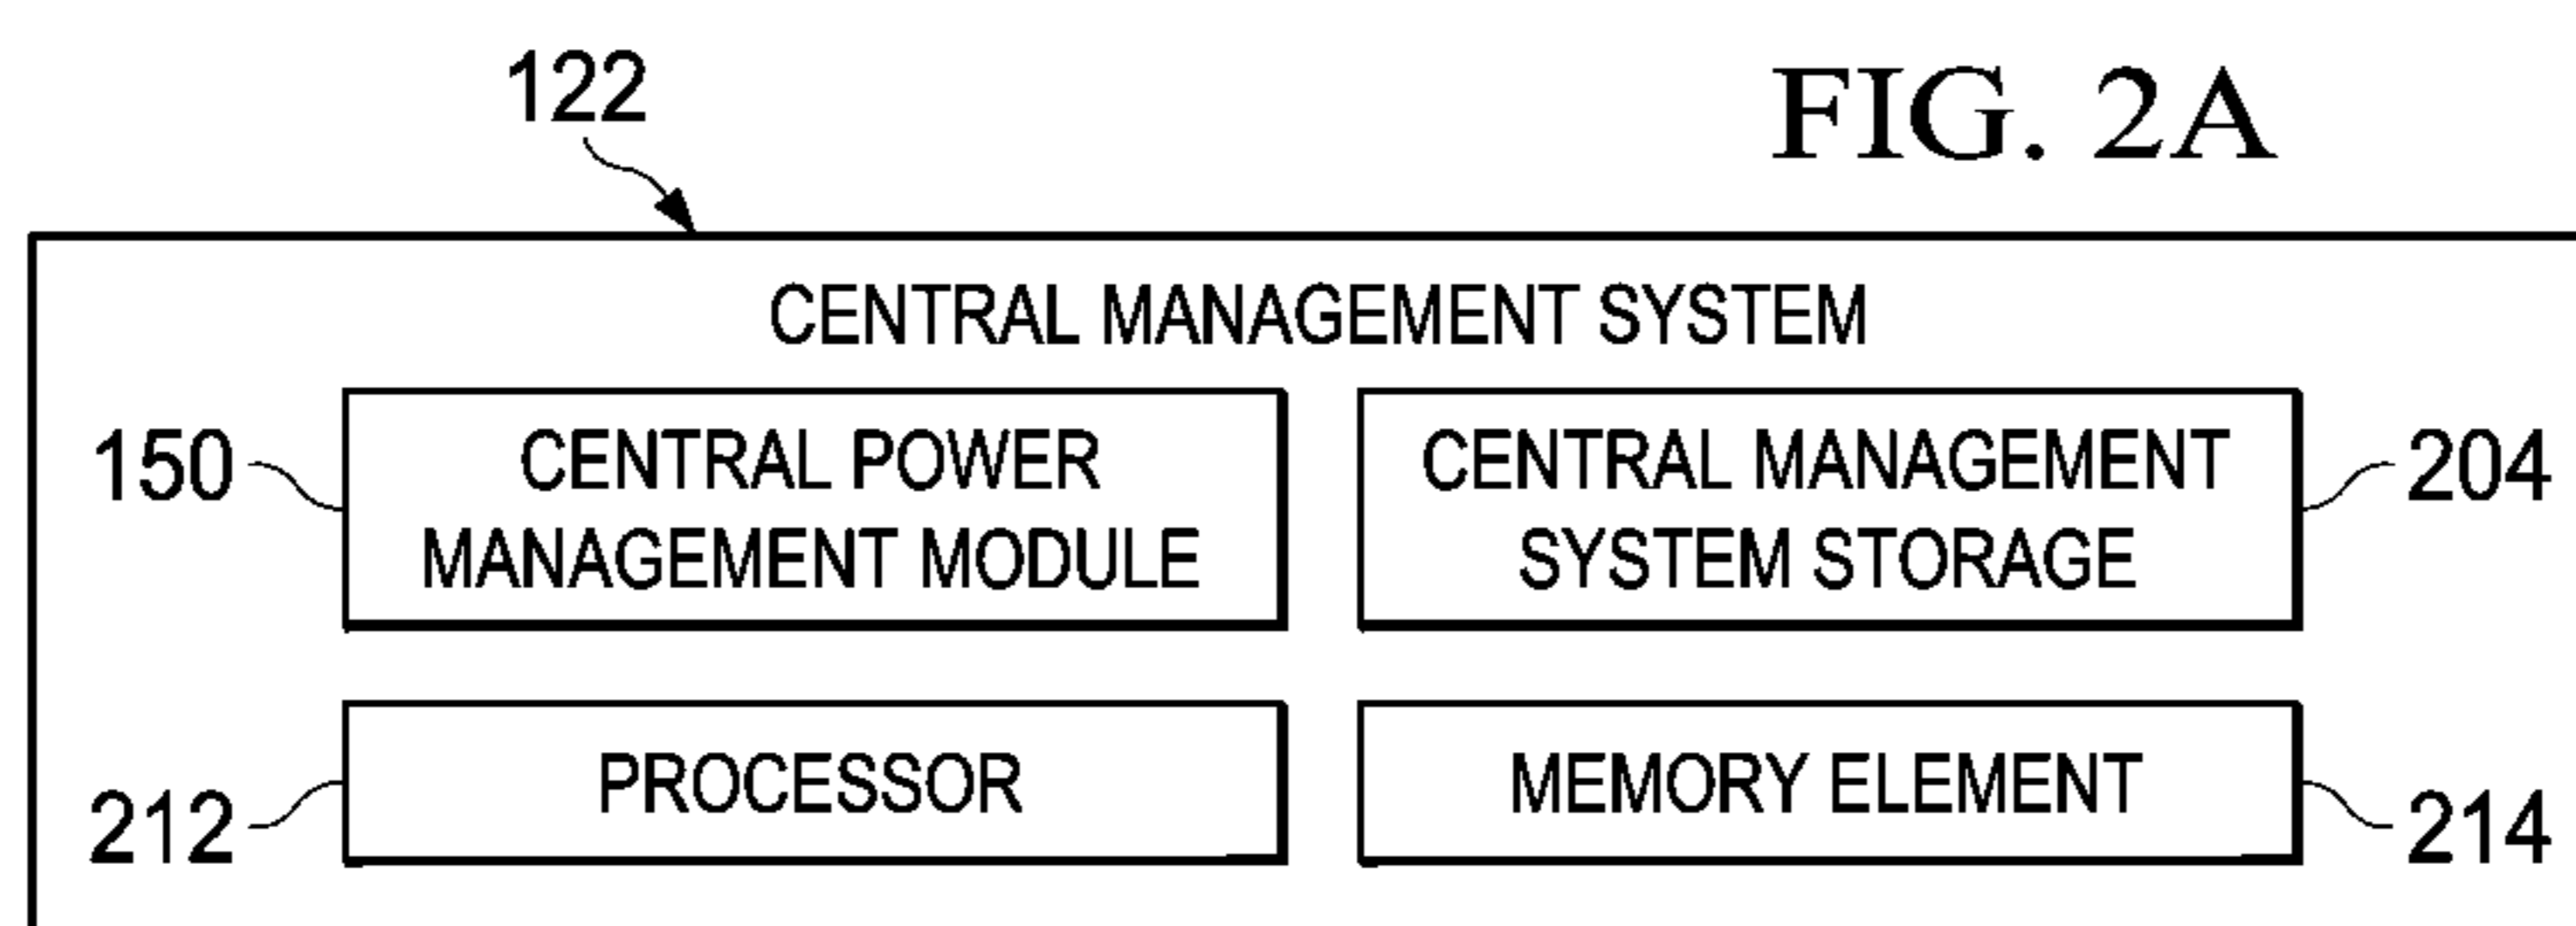 122
FIG. 2A
CENTRAL MANAGEMENT SYSTEM
150
CENTRAL POWER
MANAGEMENT MODULE
CENTRAL MANAGEMENT
SYSTEM STORAGE
204
212
PROCESSOR
MEMORY ELEMENT
214